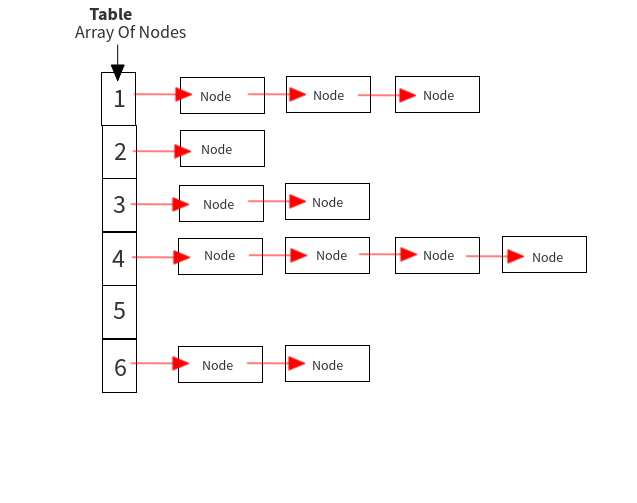 Table
Array Of Nodes
1 Node Node Node
2 Node
3 Node Node
4 Node Node Node Node
5
6 Node Node